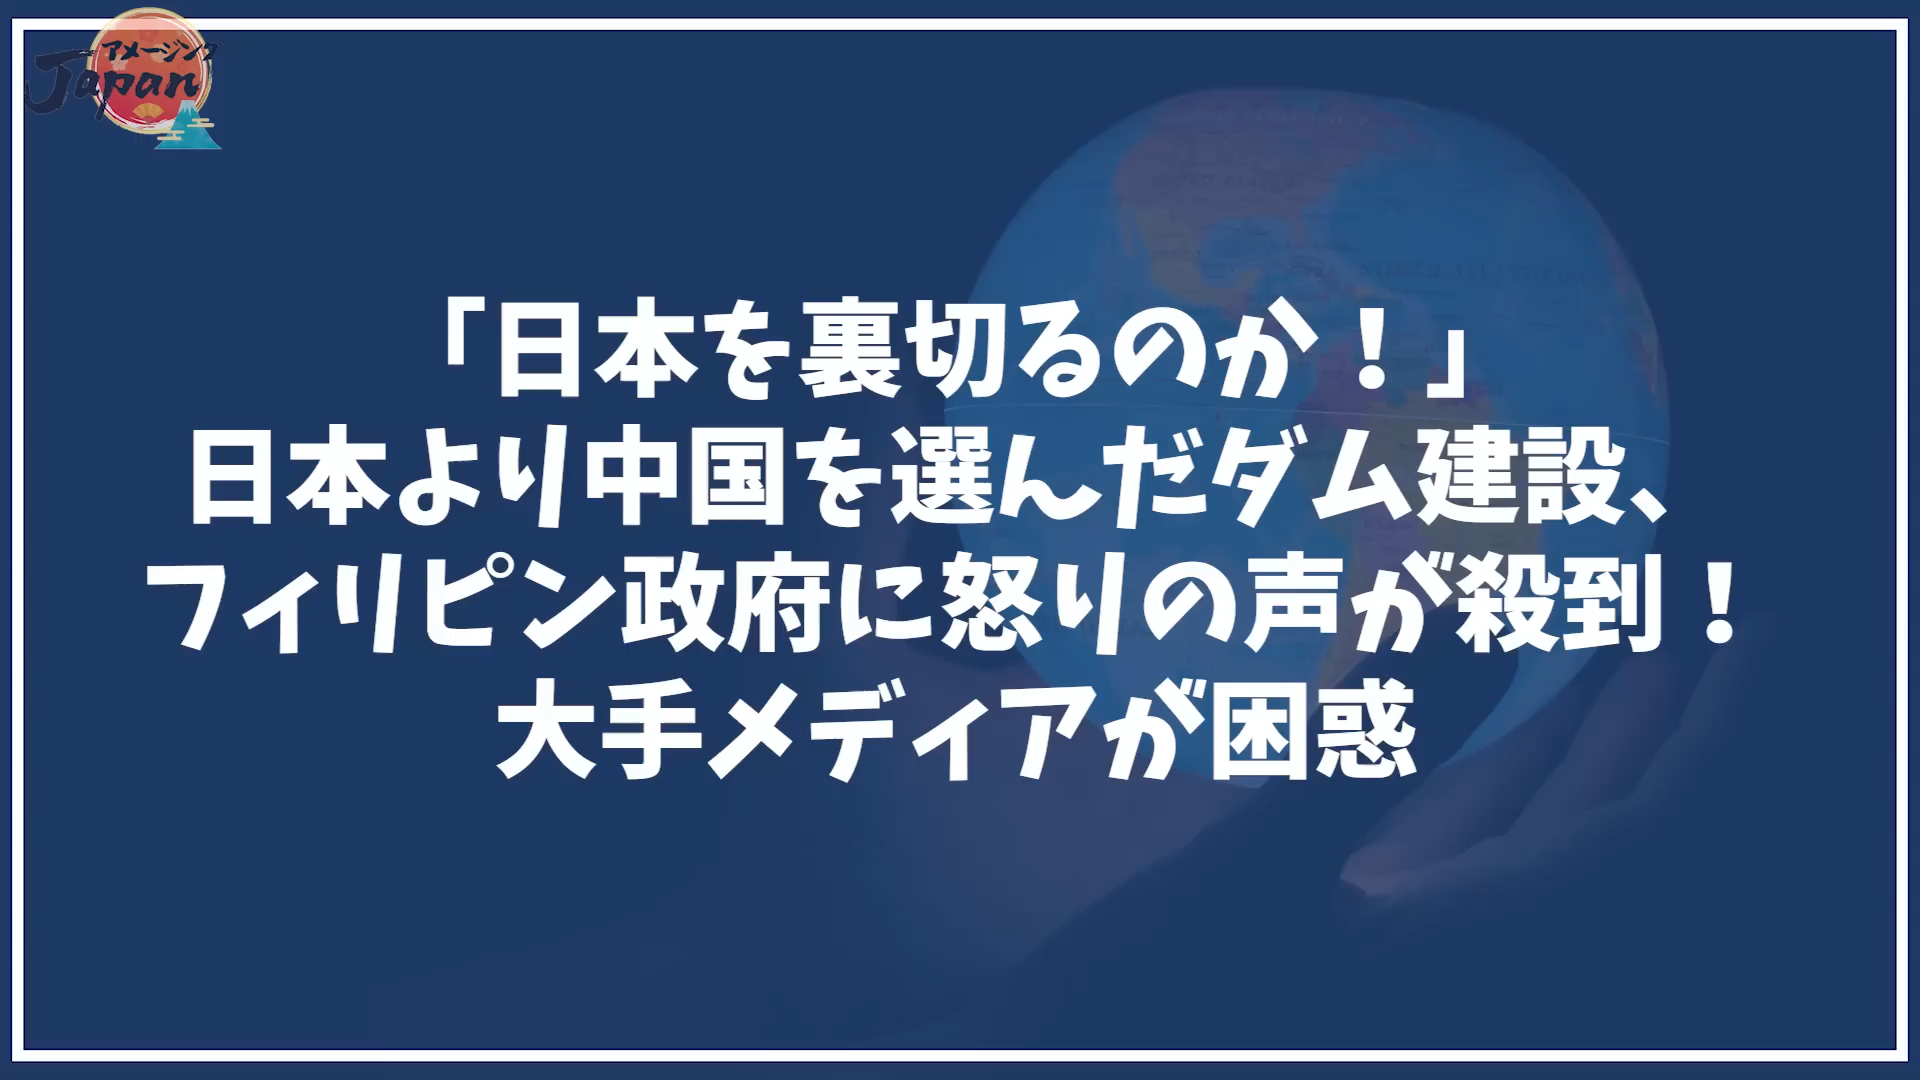 アメージング
Japan
「日本を裏切るのか！」
日本より中国を選んだダム建設、
フィリピン政府に怒りの声が殺到！
大手メディアが困惑